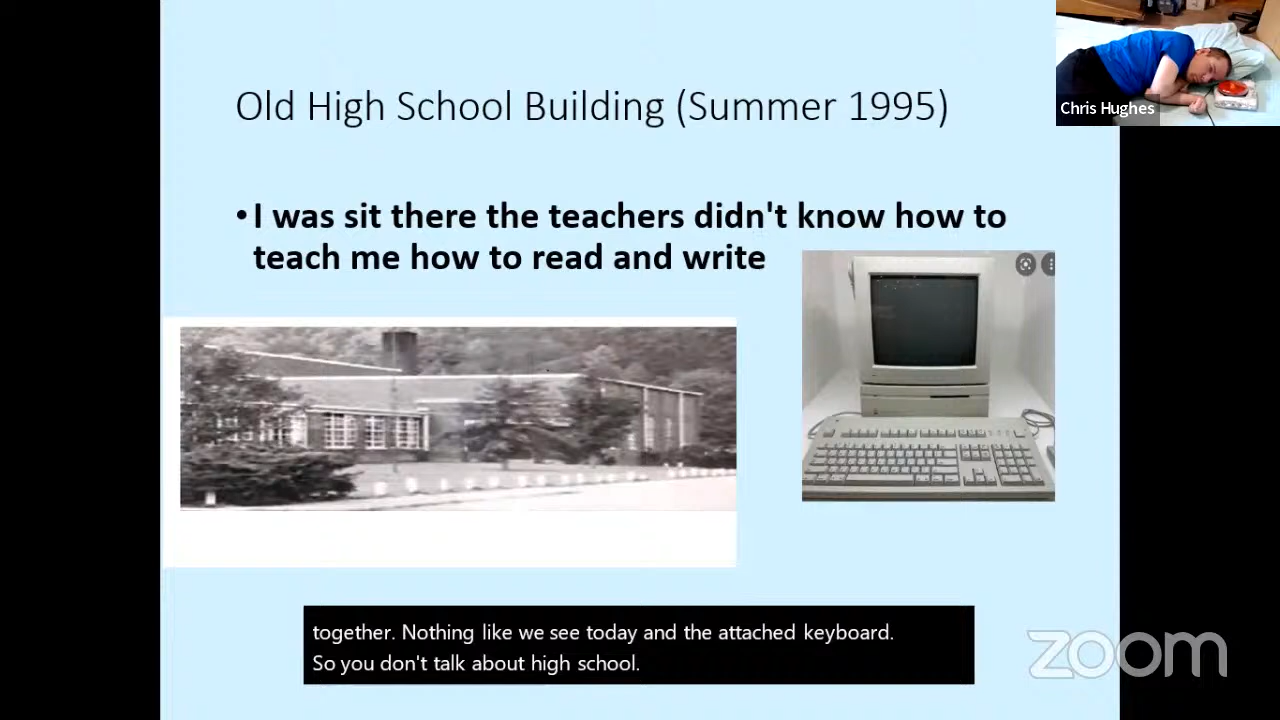 Old High School Building (Summer 1995)
Chris Hughes
• I was sit there the teachers didn't know how to
teach me how to read and write
together. Nothing like we see today and the attached keyboard.
So you don't talk about high school.
zoom